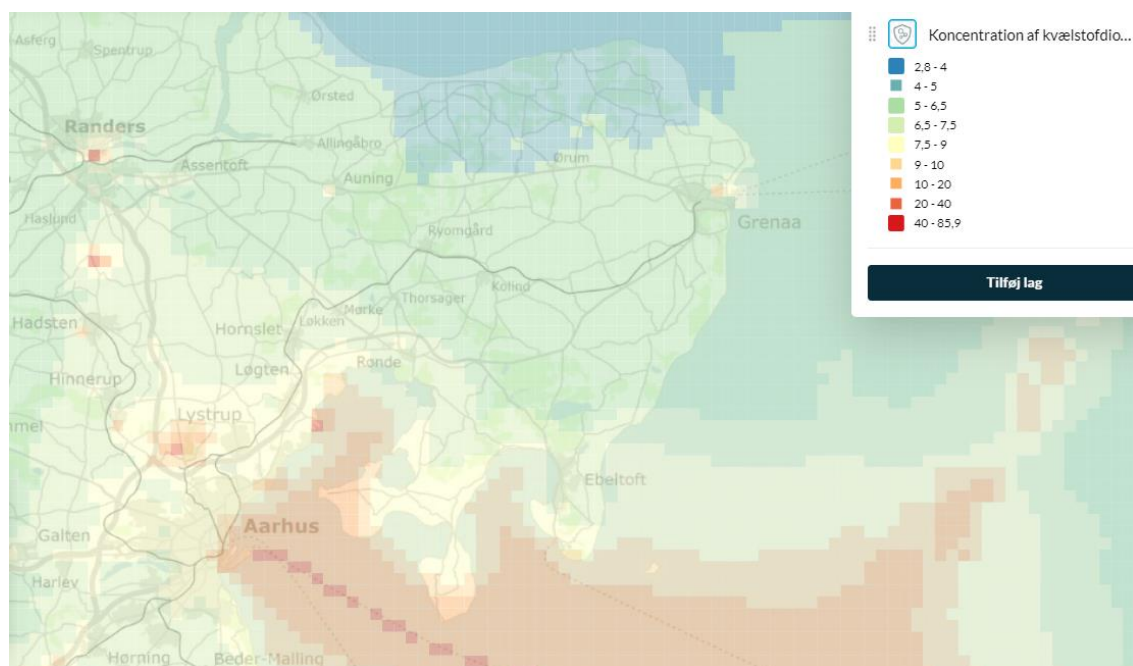 Koncentration af kvælstofdio...
2,8 - 4
4 - 5
5 - 6,5
6,5 - 7,5
7,5 - 9
9 - 10
10 - 20
20 - 40
40 - 85,9
Tilføj lag
Asferg
Spentrup
Ørsted
Randers
Allingåbro
Assentoft
Auning
Ørum
Haslund
Grenaa
Ryomgård
Kolind
Thorsager
Mørke
Hadsten
Hornslet
Løkken
Løgten
Rønde
Hinnerup
Lystrup
mmel
Ebeltoft
Aarhus
Galten
Harlev
Hørning
Beder-Malling